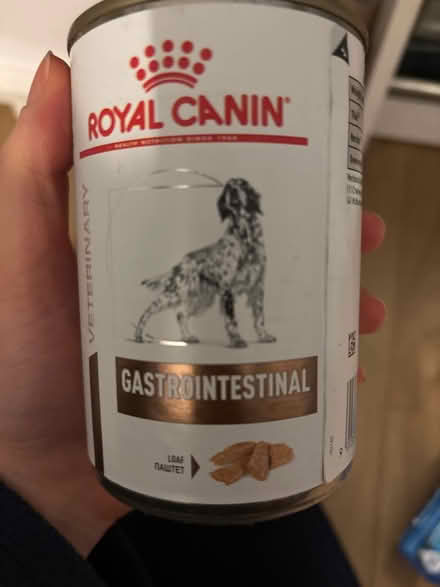 ROYAL CANIN
HEALTH NUTRITION SINCE 1968
VETERINARY
GASTROINTESTINAL
LOAF
ПАШТЕТ